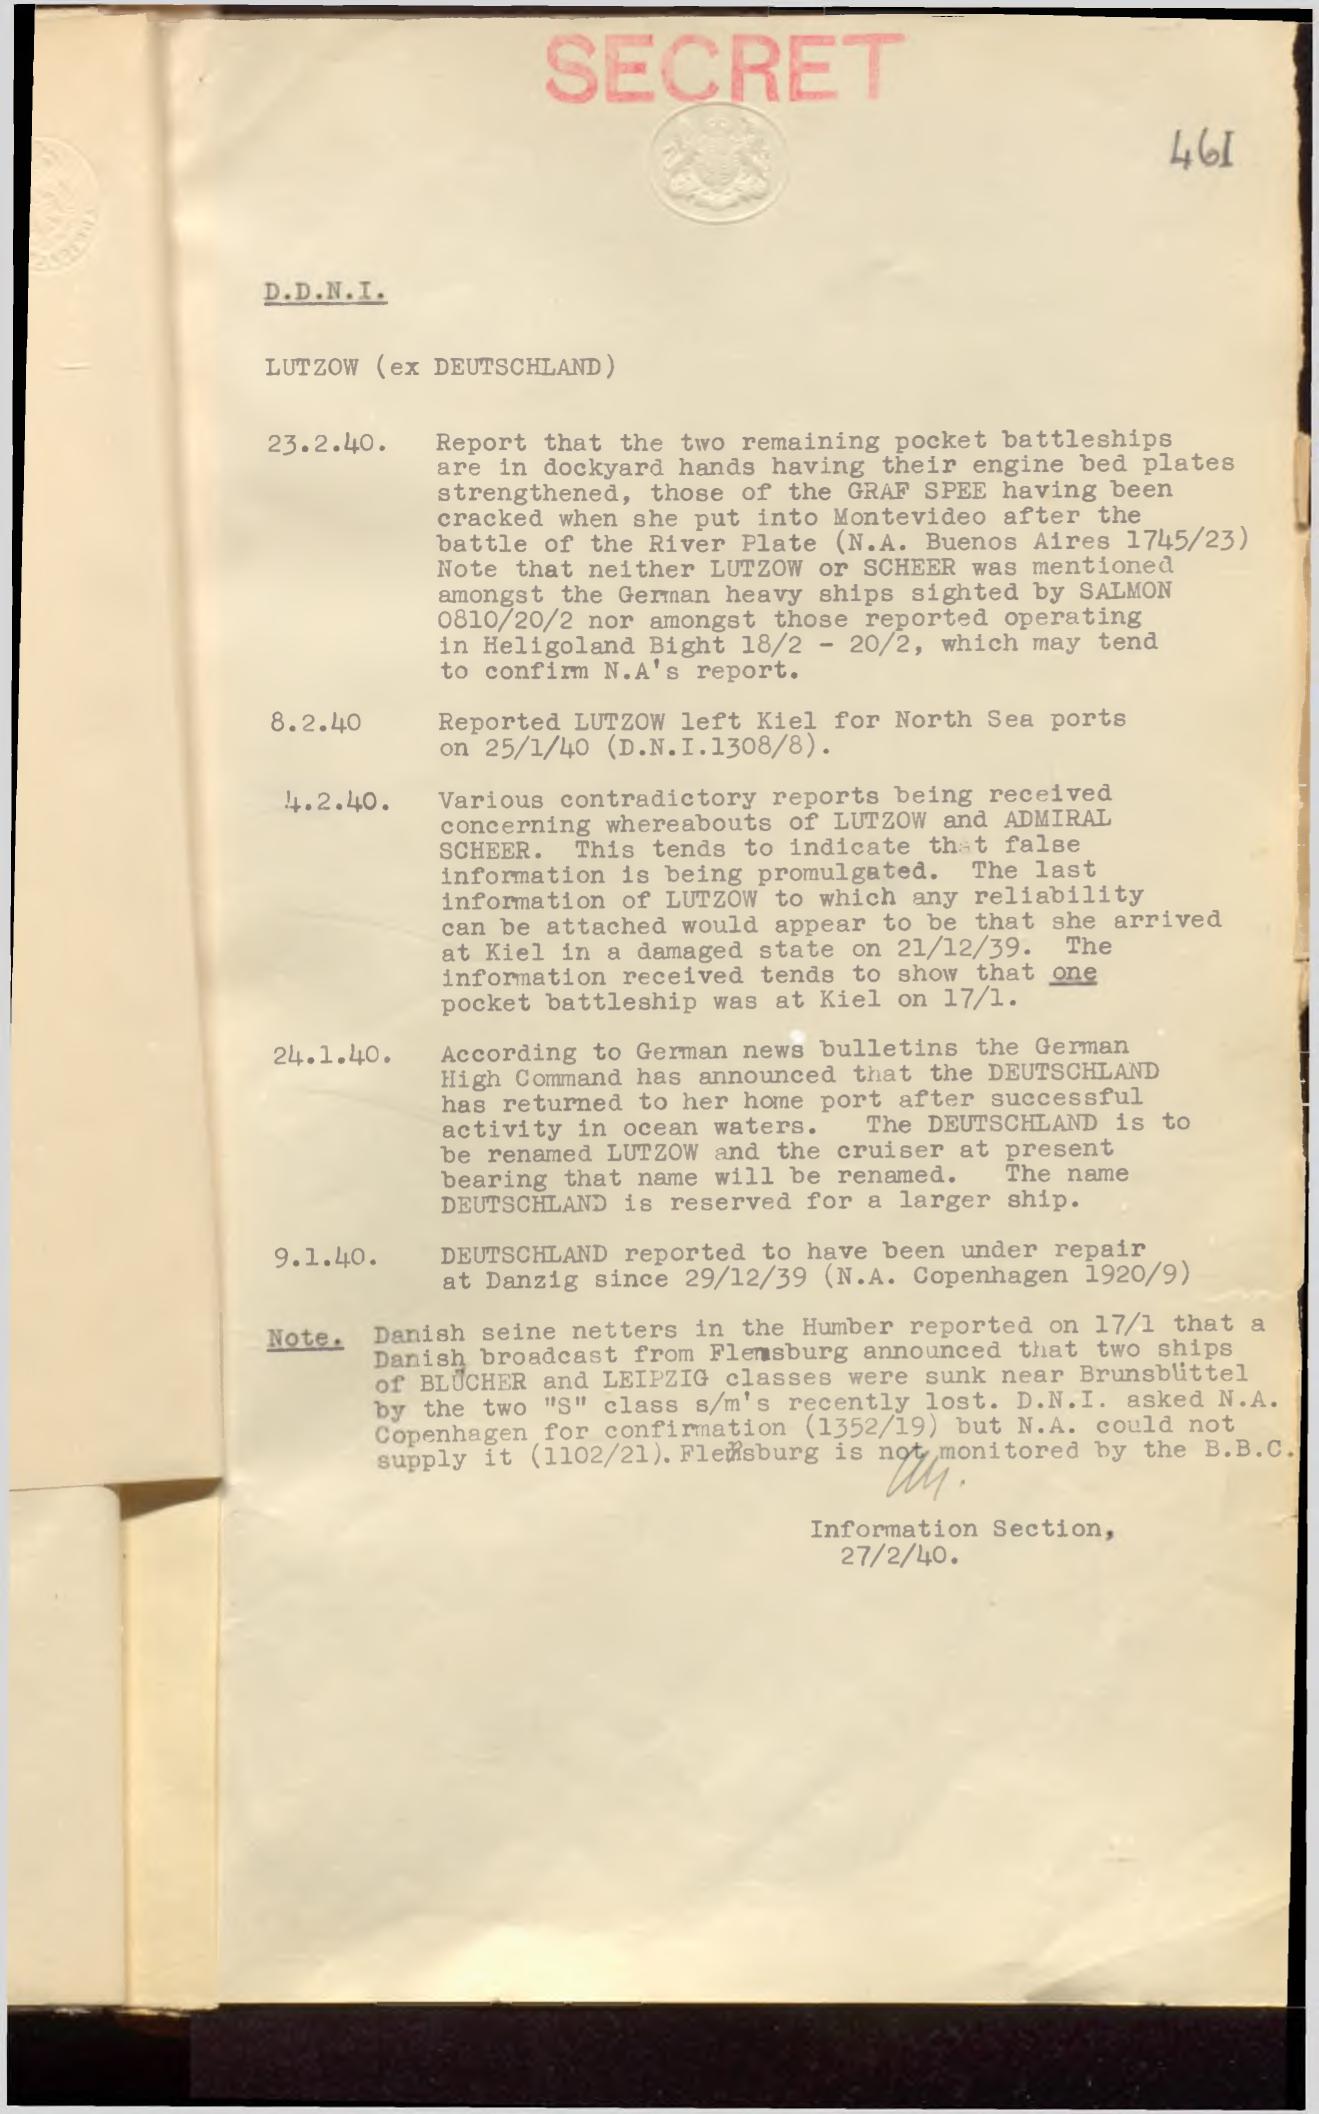 SECRET
461
D.D.N.I.
LUTZOW (ex DEUTSCHLAND)
23.2.40. Report that the two remaining pocket battleships
are in dockyard hands having their engine bed plates
strengthened, those of the GRAF SPEE having been
cracked when she put into Montevideo after the
battle of the River Plate (N.A. Buenos Aires 1745/23)
Note that neither LUTZOW or SCHEER was mentioned
amongst the German heavy ships sighted by SALMON
0810/20/2 nor amongst those reported operating
in Heligoland Bight 18/2 - 20/2, which may tend
to confirm N.A's report.
8.2.40 Reported LUTZOW left Kiel for North Sea ports
on 25/1/40 (D.N.I.1308/8).
4.2.40. Various contradictory reports being received
concerning whereabouts of LUTZOW and ADMIRAL
SCHEER. This tends to indicate that false
information is being promulgated. The last
information of LUTZOW to which any reliability
can be attached would appear to be that she arrived
at Kiel in a damaged state on 21/12/39. The
information received tends to show that one
pocket battleship was at Kiel on 17/1.
24.1.40. According to German news bulletins the German
High Command has announced that the DEUTSCHLAND
has returned to her home port after successful
activity in ocean waters. The DEUTSCHLAND is to
be renamed LUTZOW and the cruiser at present
bearing that name will be renamed. The name
DEUTSCHLAND is reserved for a larger ship.
9.1.40. DEUTSCHLAND reported to have been under repair
at Danzig since 29/12/39 (N.A. Copenhagen 1920/9)
Note. Danish seine netters in the Humber reported on 17/1 that a
Danish broadcast from Flensburg announced that two ships
of BLÜCHER and LEIPZIG classes were sunk near Brunsbüttel
by the two "S" class s/m's recently lost. D.N.I. asked N.A.
Copenhagen for confirmation (1352/19) but N.A. could not
supply it (1102/21). Flensburg is not monitored by the B.B.C.
Information Section,
27/2/40.